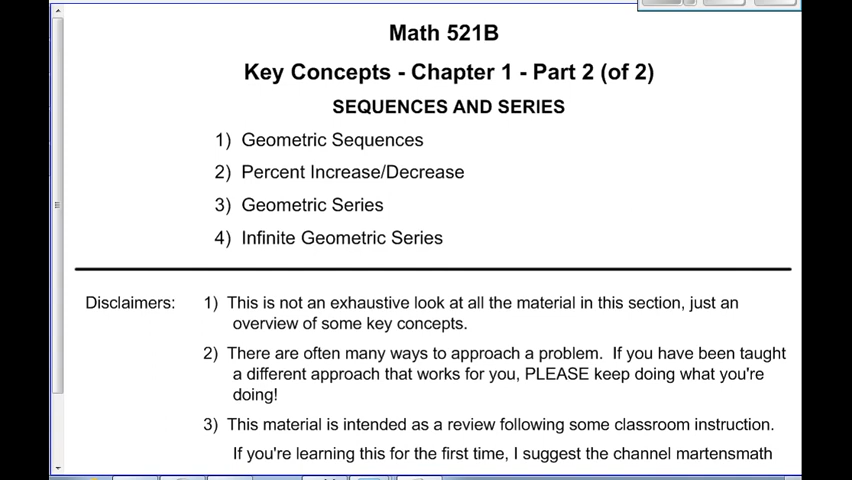 Math 521B
Key Concepts - Chapter 1 - Part 2 (of 2)
SEQUENCES AND SERIES
1) Geometric Sequences
2) Percent Increase/Decrease
3) Geometric Series
4) Infinite Geometric Series
Disclaimers: 1) This is not an exhaustive look at all the material in this section, just an
overview of some key concepts.
2) There are often many ways to approach a problem. If you have been taught
a different approach that works for you, PLEASE keep doing what you're
doing!
3) This material is intended as a review following some classroom instruction.
If you're learning this for the first time, I suggest the channel martensmath